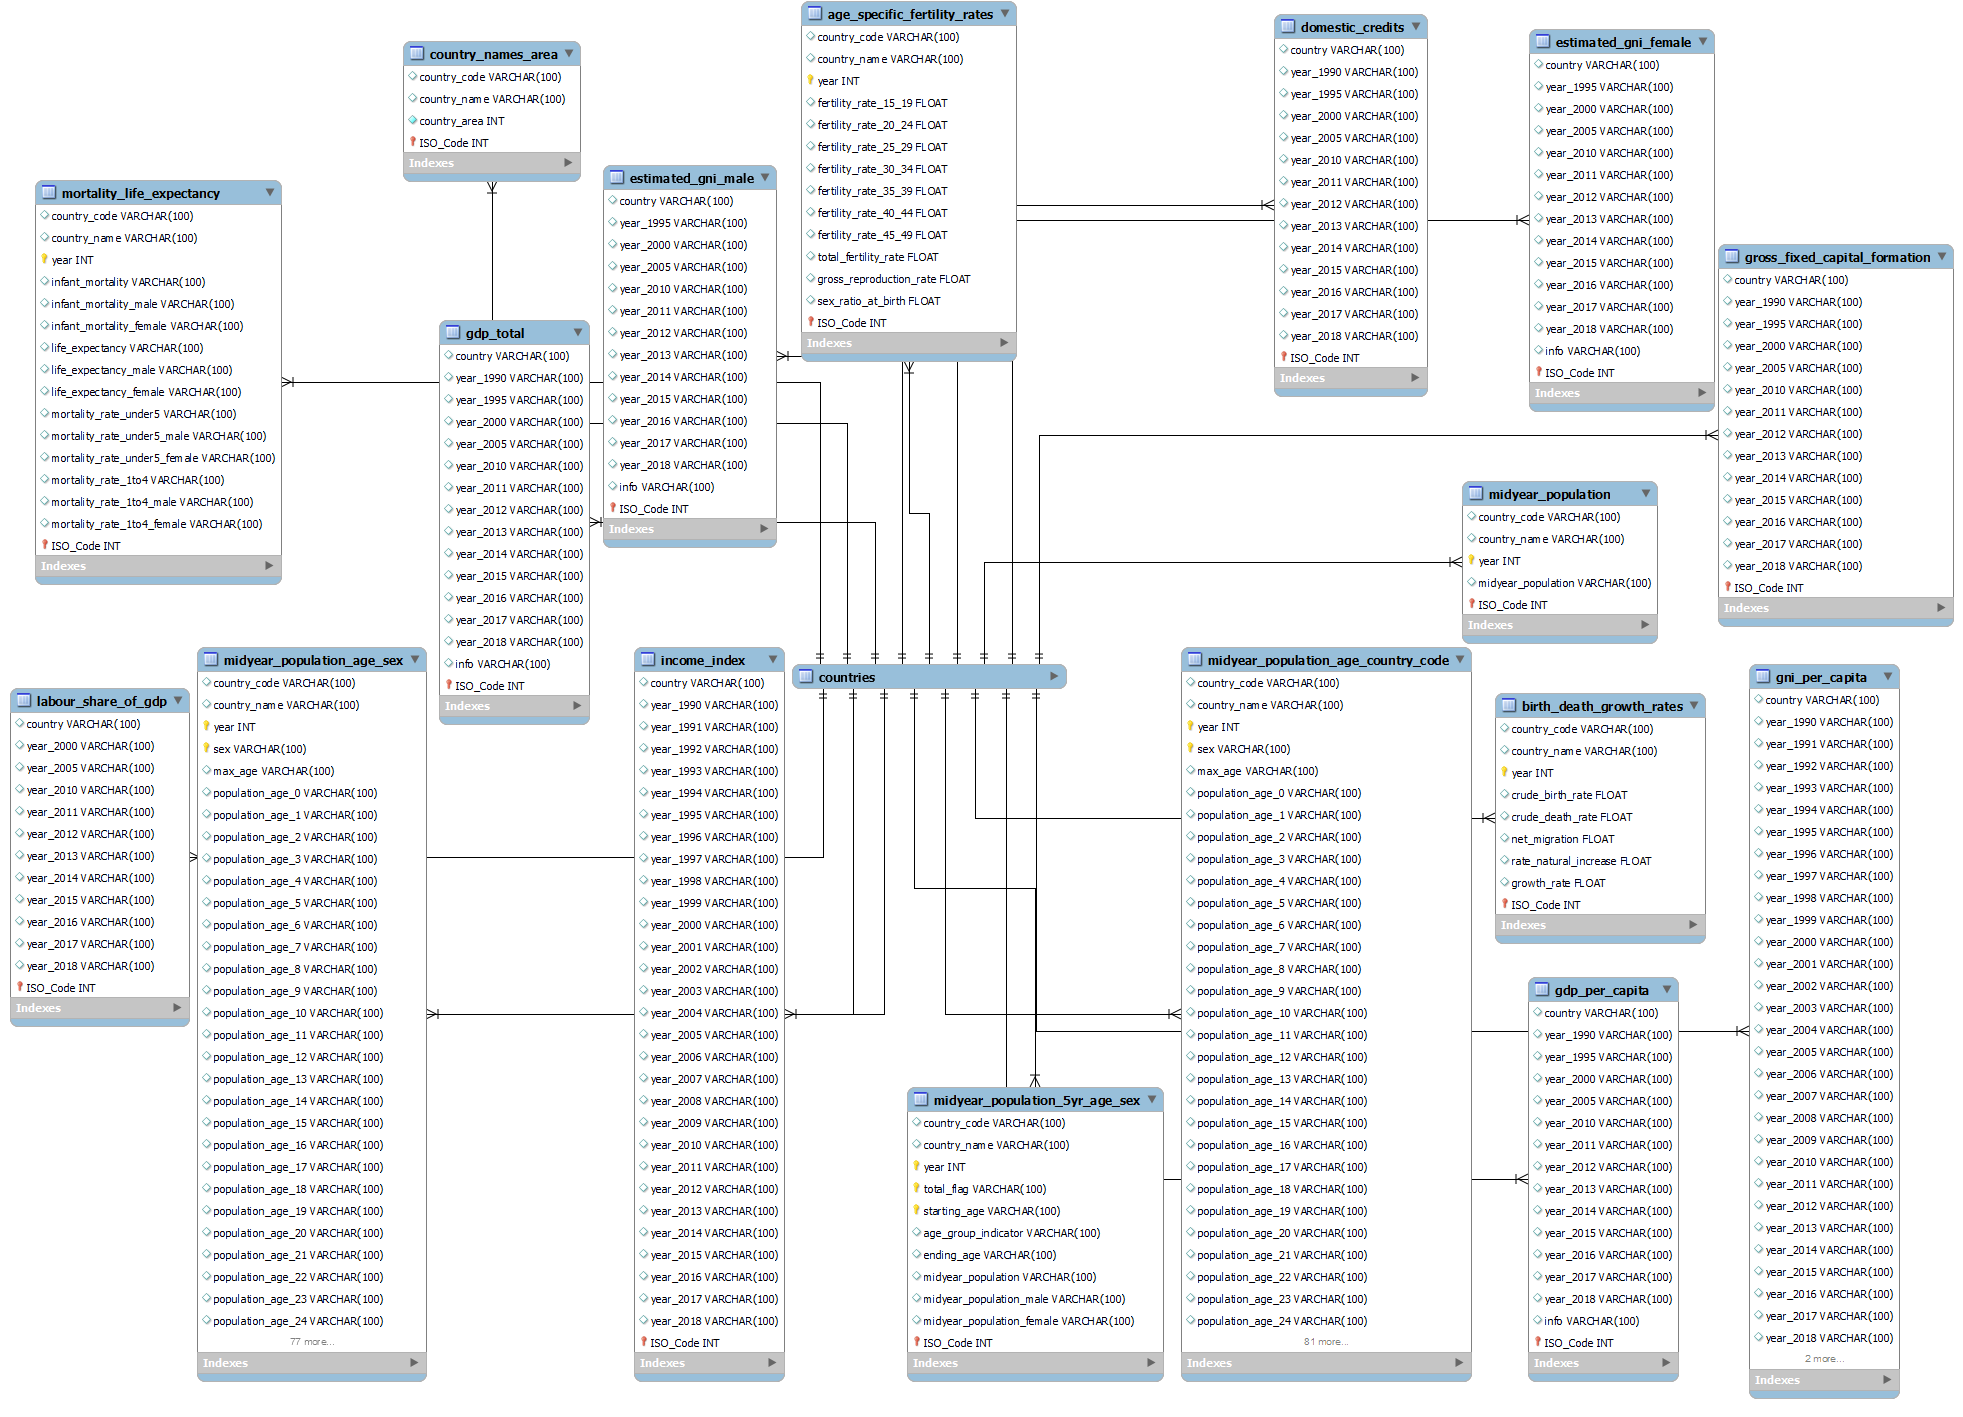 age_specific_fertility_rates
country_code VARCHAR(100)
country_name VARCHAR(100)
year INT
fertility_rate_15_19 FLOAT
fertility_rate_20_24 FLOAT
fertility_rate_25_29 FLOAT
fertility_rate_30_34 FLOAT
fertility_rate_35_39 FLOAT
fertility_rate_40_44 FLOAT
fertility_rate_45_49 FLOAT
total_fertility_rate FLOAT
gross_reproduction_rate FLOAT
sex_ratio_at_birth FLOAT
ISO_Code INT
Indexes
domestic_credits
country VARCHAR(100)
year_1990 VARCHAR(100)
year_1995 VARCHAR(100)
year_2000 VARCHAR(100)
year_2005 VARCHAR(100)
year_2010 VARCHAR(100)
year_2011 VARCHAR(100)
year_2012 VARCHAR(100)
year_2013 VARCHAR(100)
year_2014 VARCHAR(100)
year_2015 VARCHAR(100)
year_2016 VARCHAR(100)
year_2017 VARCHAR(100)
year_2018 VARCHAR(100)
ISO_Code INT
Indexes
estimated_gni_female
country VARCHAR(100)
year_1995 VARCHAR(100)
year_2000 VARCHAR(100)
year_2005 VARCHAR(100)
year_2010 VARCHAR(100)
year_2011 VARCHAR(100)
year_2012 VARCHAR(100)
year_2013 VARCHAR(100)
year_2014 VARCHAR(100)
year_2015 VARCHAR(100)
year_2016 VARCHAR(100)
year_2017 VARCHAR(100)
year_2018 VARCHAR(100)
info VARCHAR(100)
ISO_Code INT
Indexes
country_names_area
country_code VARCHAR(100)
country_name VARCHAR(100)
country_area INT
ISO_Code INT
Indexes
estimated_gni_male
country VARCHAR(100)
year_1995 VARCHAR(100)
year_2000 VARCHAR(100)
year_2005 VARCHAR(100)
year_2010 VARCHAR(100)
year_2011 VARCHAR(100)
year_2012 VARCHAR(100)
year_2013 VARCHAR(100)
year_2014 VARCHAR(100)
year_2015 VARCHAR(100)
year_2016 VARCHAR(100)
year_2017 VARCHAR(100)
year_2018 VARCHAR(100)
info VARCHAR(100)
ISO_Code INT
Indexes
mortality_life_expectancy
country_code VARCHAR(100)
country_name VARCHAR(100)
year INT
infant_mortality VARCHAR(100)
infant_mortality_male VARCHAR(100)
infant_mortality_female VARCHAR(100)
life_expectancy VARCHAR(100)
life_expectancy_male VARCHAR(100)
life_expectancy_female VARCHAR(100)
mortality_rate_under5 VARCHAR(100)
mortality_rate_under5_male VARCHAR(100)
mortality_rate_under5_female VARCHAR(100)
mortality_rate_1to4 VARCHAR(100)
mortality_rate_1to4_male VARCHAR(100)
mortality_rate_1to4_female VARCHAR(100)
ISO_Code INT
Indexes
gross_fixed_capital_formation
country VARCHAR(100)
year_1990 VARCHAR(100)
year_1995 VARCHAR(100)
year_2000 VARCHAR(100)
year_2005 VARCHAR(100)
year_2010 VARCHAR(100)
year_2011 VARCHAR(100)
year_2012 VARCHAR(100)
year_2013 VARCHAR(100)
year_2014 VARCHAR(100)
year_2015 VARCHAR(100)
year_2016 VARCHAR(100)
year_2017 VARCHAR(100)
year_2018 VARCHAR(100)
ISO_Code INT
Indexes
gdp_total
country VARCHAR(100)
year_1990 VARCHAR(100)
year_1995 VARCHAR(100)
year_2000 VARCHAR(100)
year_2005 VARCHAR(100)
year_2010 VARCHAR(100)
year_2011 VARCHAR(100)
year_2012 VARCHAR(100)
year_2013 VARCHAR(100)
year_2014 VARCHAR(100)
year_2015 VARCHAR(100)
year_2016 VARCHAR(100)
year_2017 VARCHAR(100)
year_2018 VARCHAR(100)
info VARCHAR(100)
ISO_Code INT
Indexes
midyear_population
country_code VARCHAR(100)
country_name VARCHAR(100)
year INT
midyear_population VARCHAR(100)
ISO_Code INT
Indexes
labour_share_of_gdp
country VARCHAR(100)
year_2000 VARCHAR(100)
year_2005 VARCHAR(100)
year_2010 VARCHAR(100)
year_2011 VARCHAR(100)
year_2012 VARCHAR(100)
year_2013 VARCHAR(100)
year_2014 VARCHAR(100)
year_2015 VARCHAR(100)
year_2016 VARCHAR(100)
year_2017 VARCHAR(100)
year_2018 VARCHAR(100)
ISO_Code INT
Indexes
midyear_population_age_sex
country_code VARCHAR(100)
country_name VARCHAR(100)
year INT
sex VARCHAR(100)
max_age VARCHAR(100)
population_age_0 VARCHAR(100)
population_age_1 VARCHAR(100)
population_age_2 VARCHAR(100)
population_age_3 VARCHAR(100)
population_age_4 VARCHAR(100)
population_age_5 VARCHAR(100)
population_age_6 VARCHAR(100)
population_age_7 VARCHAR(100)
population_age_8 VARCHAR(100)
population_age_9 VARCHAR(100)
population_age_10 VARCHAR(100)
population_age_11 VARCHAR(100)
population_age_12 VARCHAR(100)
population_age_13 VARCHAR(100)
population_age_14 VARCHAR(100)
population_age_15 VARCHAR(100)
population_age_16 VARCHAR(100)
population_age_17 VARCHAR(100)
population_age_18 VARCHAR(100)
population_age_19 VARCHAR(100)
population_age_20 VARCHAR(100)
population_age_21 VARCHAR(100)
population_age_22 VARCHAR(100)
population_age_23 VARCHAR(100)
population_age_24 VARCHAR(100)
77 more...
Indexes
income_index
country VARCHAR(100)
year_1990 VARCHAR(100)
year_1991 VARCHAR(100)
year_1992 VARCHAR(100)
year_1993 VARCHAR(100)
year_1994 VARCHAR(100)
year_1995 VARCHAR(100)
year_1996 VARCHAR(100)
year_1997 VARCHAR(100)
year_1998 VARCHAR(100)
year_1999 VARCHAR(100)
year_2000 VARCHAR(100)
year_2001 VARCHAR(100)
year_2002 VARCHAR(100)
year_2003 VARCHAR(100)
year_2004 VARCHAR(100)
year_2005 VARCHAR(100)
year_2006 VARCHAR(100)
year_2007 VARCHAR(100)
year_2008 VARCHAR(100)
year_2009 VARCHAR(100)
year_2010 VARCHAR(100)
year_2011 VARCHAR(100)
year_2012 VARCHAR(100)
year_2013 VARCHAR(100)
year_2014 VARCHAR(100)
year_2015 VARCHAR(100)
year_2016 VARCHAR(100)
year_2017 VARCHAR(100)
year_2018 VARCHAR(100)
ISO_Code INT
Indexes
countries
midyear_population_5yr_age_sex
country_code VARCHAR(100)
country_name VARCHAR(100)
year INT
total_flag VARCHAR(100)
starting_age VARCHAR(100)
age_group_indicator VARCHAR(100)
ending_age VARCHAR(100)
midyear_population VARCHAR(100)
midyear_population_male VARCHAR(100)
midyear_population_female VARCHAR(100)
ISO_Code INT
Indexes
midyear_population_age_country_code
country_code VARCHAR(100)
country_name VARCHAR(100)
year INT
sex VARCHAR(100)
max_age VARCHAR(100)
population_age_0 VARCHAR(100)
population_age_1 VARCHAR(100)
population_age_2 VARCHAR(100)
population_age_3 VARCHAR(100)
population_age_4 VARCHAR(100)
population_age_5 VARCHAR(100)
population_age_6 VARCHAR(100)
population_age_7 VARCHAR(100)
population_age_8 VARCHAR(100)
population_age_9 VARCHAR(100)
population_age_10 VARCHAR(100)
population_age_11 VARCHAR(100)
population_age_12 VARCHAR(100)
population_age_13 VARCHAR(100)
population_age_14 VARCHAR(100)
population_age_15 VARCHAR(100)
population_age_16 VARCHAR(100)
population_age_17 VARCHAR(100)
population_age_18 VARCHAR(100)
population_age_19 VARCHAR(100)
population_age_20 VARCHAR(100)
population_age_21 VARCHAR(100)
population_age_22 VARCHAR(100)
population_age_23 VARCHAR(100)
population_age_24 VARCHAR(100)
81 more...
Indexes
birth_death_growth_rates
country_code VARCHAR(100)
country_name VARCHAR(100)
year INT
crude_birth_rate FLOAT
crude_death_rate FLOAT
net_migration FLOAT
rate_natural_increase FLOAT
growth_rate FLOAT
ISO_Code INT
Indexes
gdp_per_capita
country VARCHAR(100)
year_1990 VARCHAR(100)
year_1995 VARCHAR(100)
year_2000 VARCHAR(100)
year_2005 VARCHAR(100)
year_2010 VARCHAR(100)
year_2011 VARCHAR(100)
year_2012 VARCHAR(100)
year_2013 VARCHAR(100)
year_2014 VARCHAR(100)
year_2015 VARCHAR(100)
year_2016 VARCHAR(100)
year_2017 VARCHAR(100)
year_2018 VARCHAR(100)
info VARCHAR(100)
ISO_Code INT
Indexes
gni_per_capita
country VARCHAR(100)
year_1990 VARCHAR(100)
year_1991 VARCHAR(100)
year_1992 VARCHAR(100)
year_1993 VARCHAR(100)
year_1994 VARCHAR(100)
year_1995 VARCHAR(100)
year_1996 VARCHAR(100)
year_1997 VARCHAR(100)
year_1998 VARCHAR(100)
year_1999 VARCHAR(100)
year_2000 VARCHAR(100)
year_2001 VARCHAR(100)
year_2002 VARCHAR(100)
year_2003 VARCHAR(100)
year_2004 VARCHAR(100)
year_2005 VARCHAR(100)
year_2006 VARCHAR(100)
year_2007 VARCHAR(100)
year_2008 VARCHAR(100)
year_2009 VARCHAR(100)
year_2010 VARCHAR(100)
year_2011 VARCHAR(100)
year_2012 VARCHAR(100)
year_2013 VARCHAR(100)
year_2014 VARCHAR(100)
year_2015 VARCHAR(100)
year_2016 VARCHAR(100)
year_2017 VARCHAR(100)
year_2018 VARCHAR(100)
2 more...
Indexes